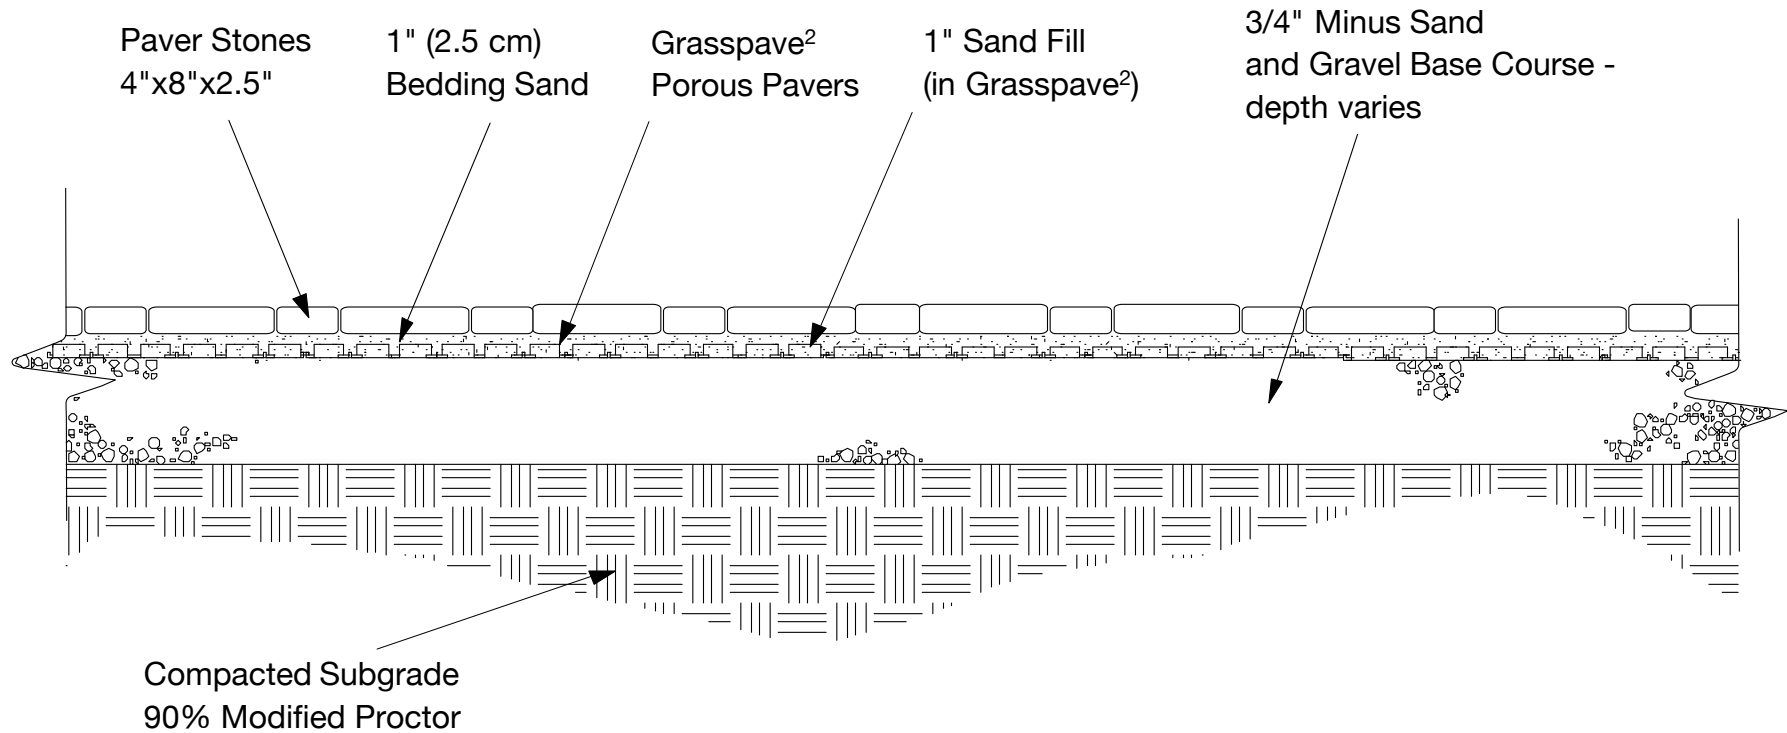 Paver Stones
4"x8"x2.5"
1" (2.5 cm)
Bedding Sand
Grasspave²
Porous Pavers
1" Sand Fill
(in Grasspave²)
3/4" Minus Sand
and Gravel Base Course -
depth varies
Compacted Subgrade
90% Modified Proctor